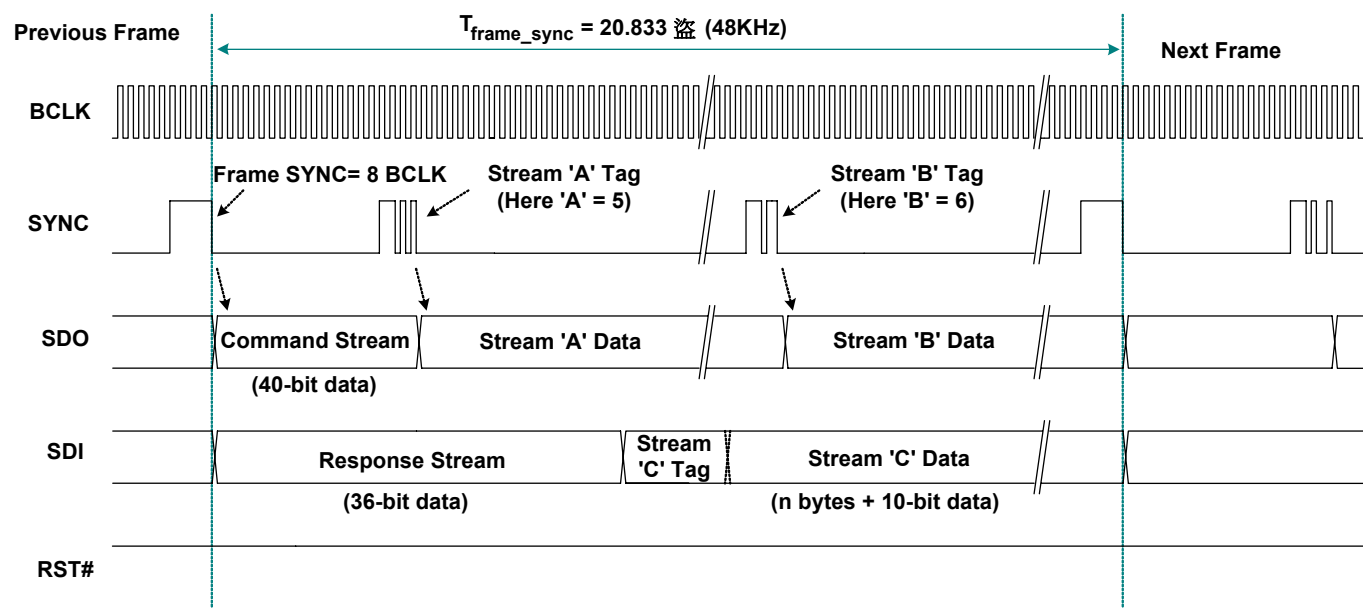 Previous Frame
T_frame_sync = 20.833 盜 (48KHz)
Next Frame
BCLK
Frame SYNC= 8 BCLK
Stream 'A' Tag
(Here 'A' = 5)
Stream 'B' Tag
(Here 'B' = 6)
SYNC
SDO
Command Stream
Stream 'A' Data
Stream 'B' Data
(40-bit data)
SDI
Response Stream
Stream
'C' Tag
Stream 'C' Data
(36-bit data)
(n bytes + 10-bit data)
RST#